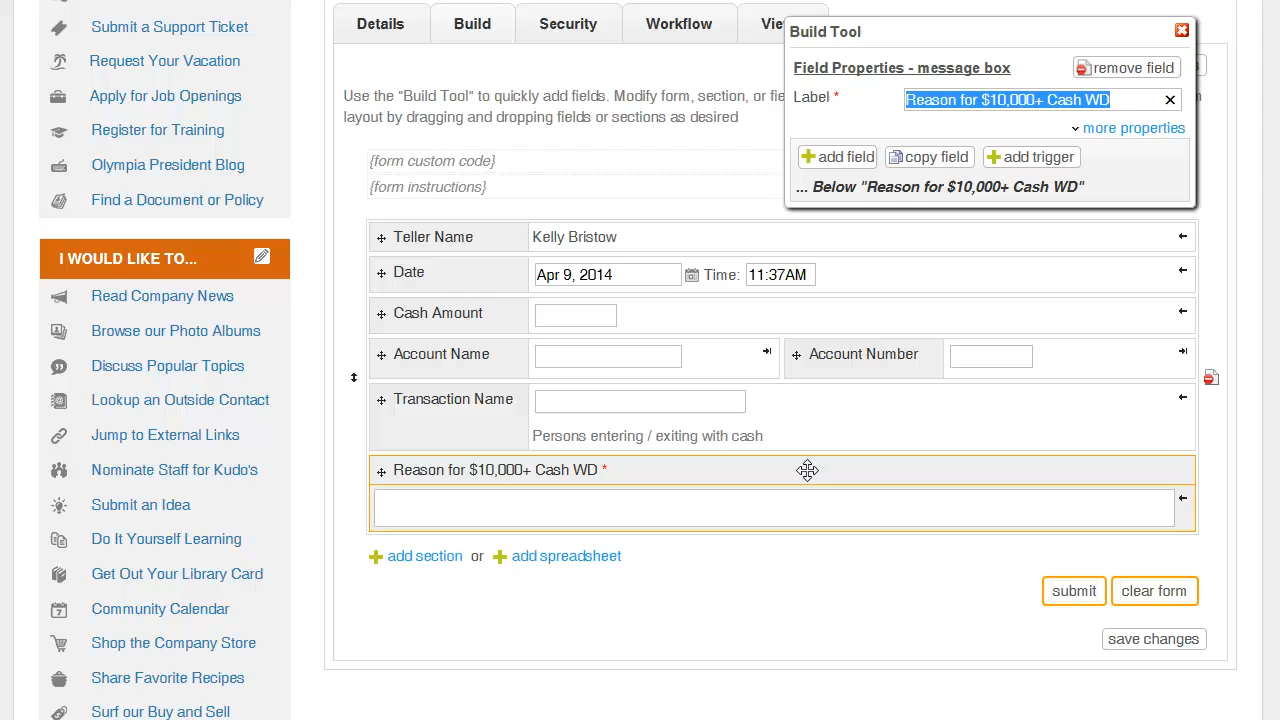 Submit a Support Ticket
Request Your Vacation
Apply for Job Openings
Register for Training
Olympia President Blog
Find a Document or Policy
I WOULD LIKE TO...
Read Company News
Browse our Photo Albums
Discuss Popular Topics
Lookup an Outside Contact
Jump to External Links
Nominate Staff for Kudo's
Submit an Idea
Do It Yourself Learning
Get Out Your Library Card
Community Calendar
Shop the Company Store
Share Favorite Recipes
Surf our Buy and Sell
Details Build Security Workflow
Build Tool
Field Properties - message box remove field
Label * Reason for $10,000+ Cash WD
more properties
add field copy field add trigger
... Below "Reason for $10,000+ Cash WD"
Use the "Build Tool" to quickly add fields. Modify form, section, or
layout by dragging and dropping fields or sections as desired
{form custom code}
{form instructions}
Teller Name Kelly Bristow
Date Apr 9, 2014 Time: 11:37AM
Cash Amount
Account Name Account Number
Transaction Name
Persons entering / exiting with cash
Reason for $10,000+ Cash WD *
add section or add spreadsheet
submit clear form
save changes